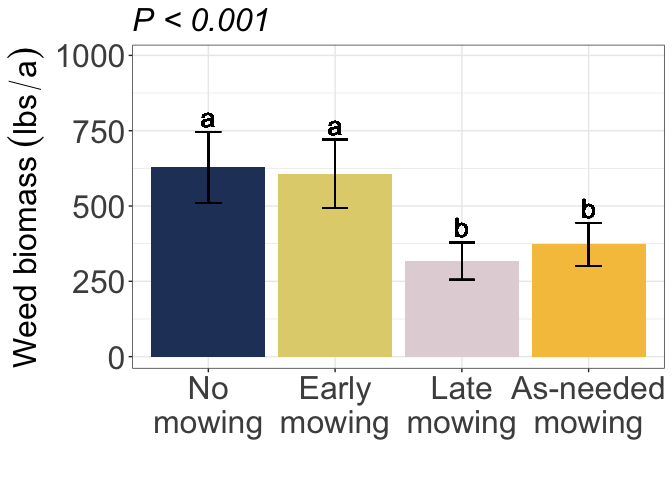 P < 0.001
Weed biomass (lbs/a)
1000
750
500
250
0
a
a
b
b
No mowing
Early mowing
Late mowing
As-needed mowing